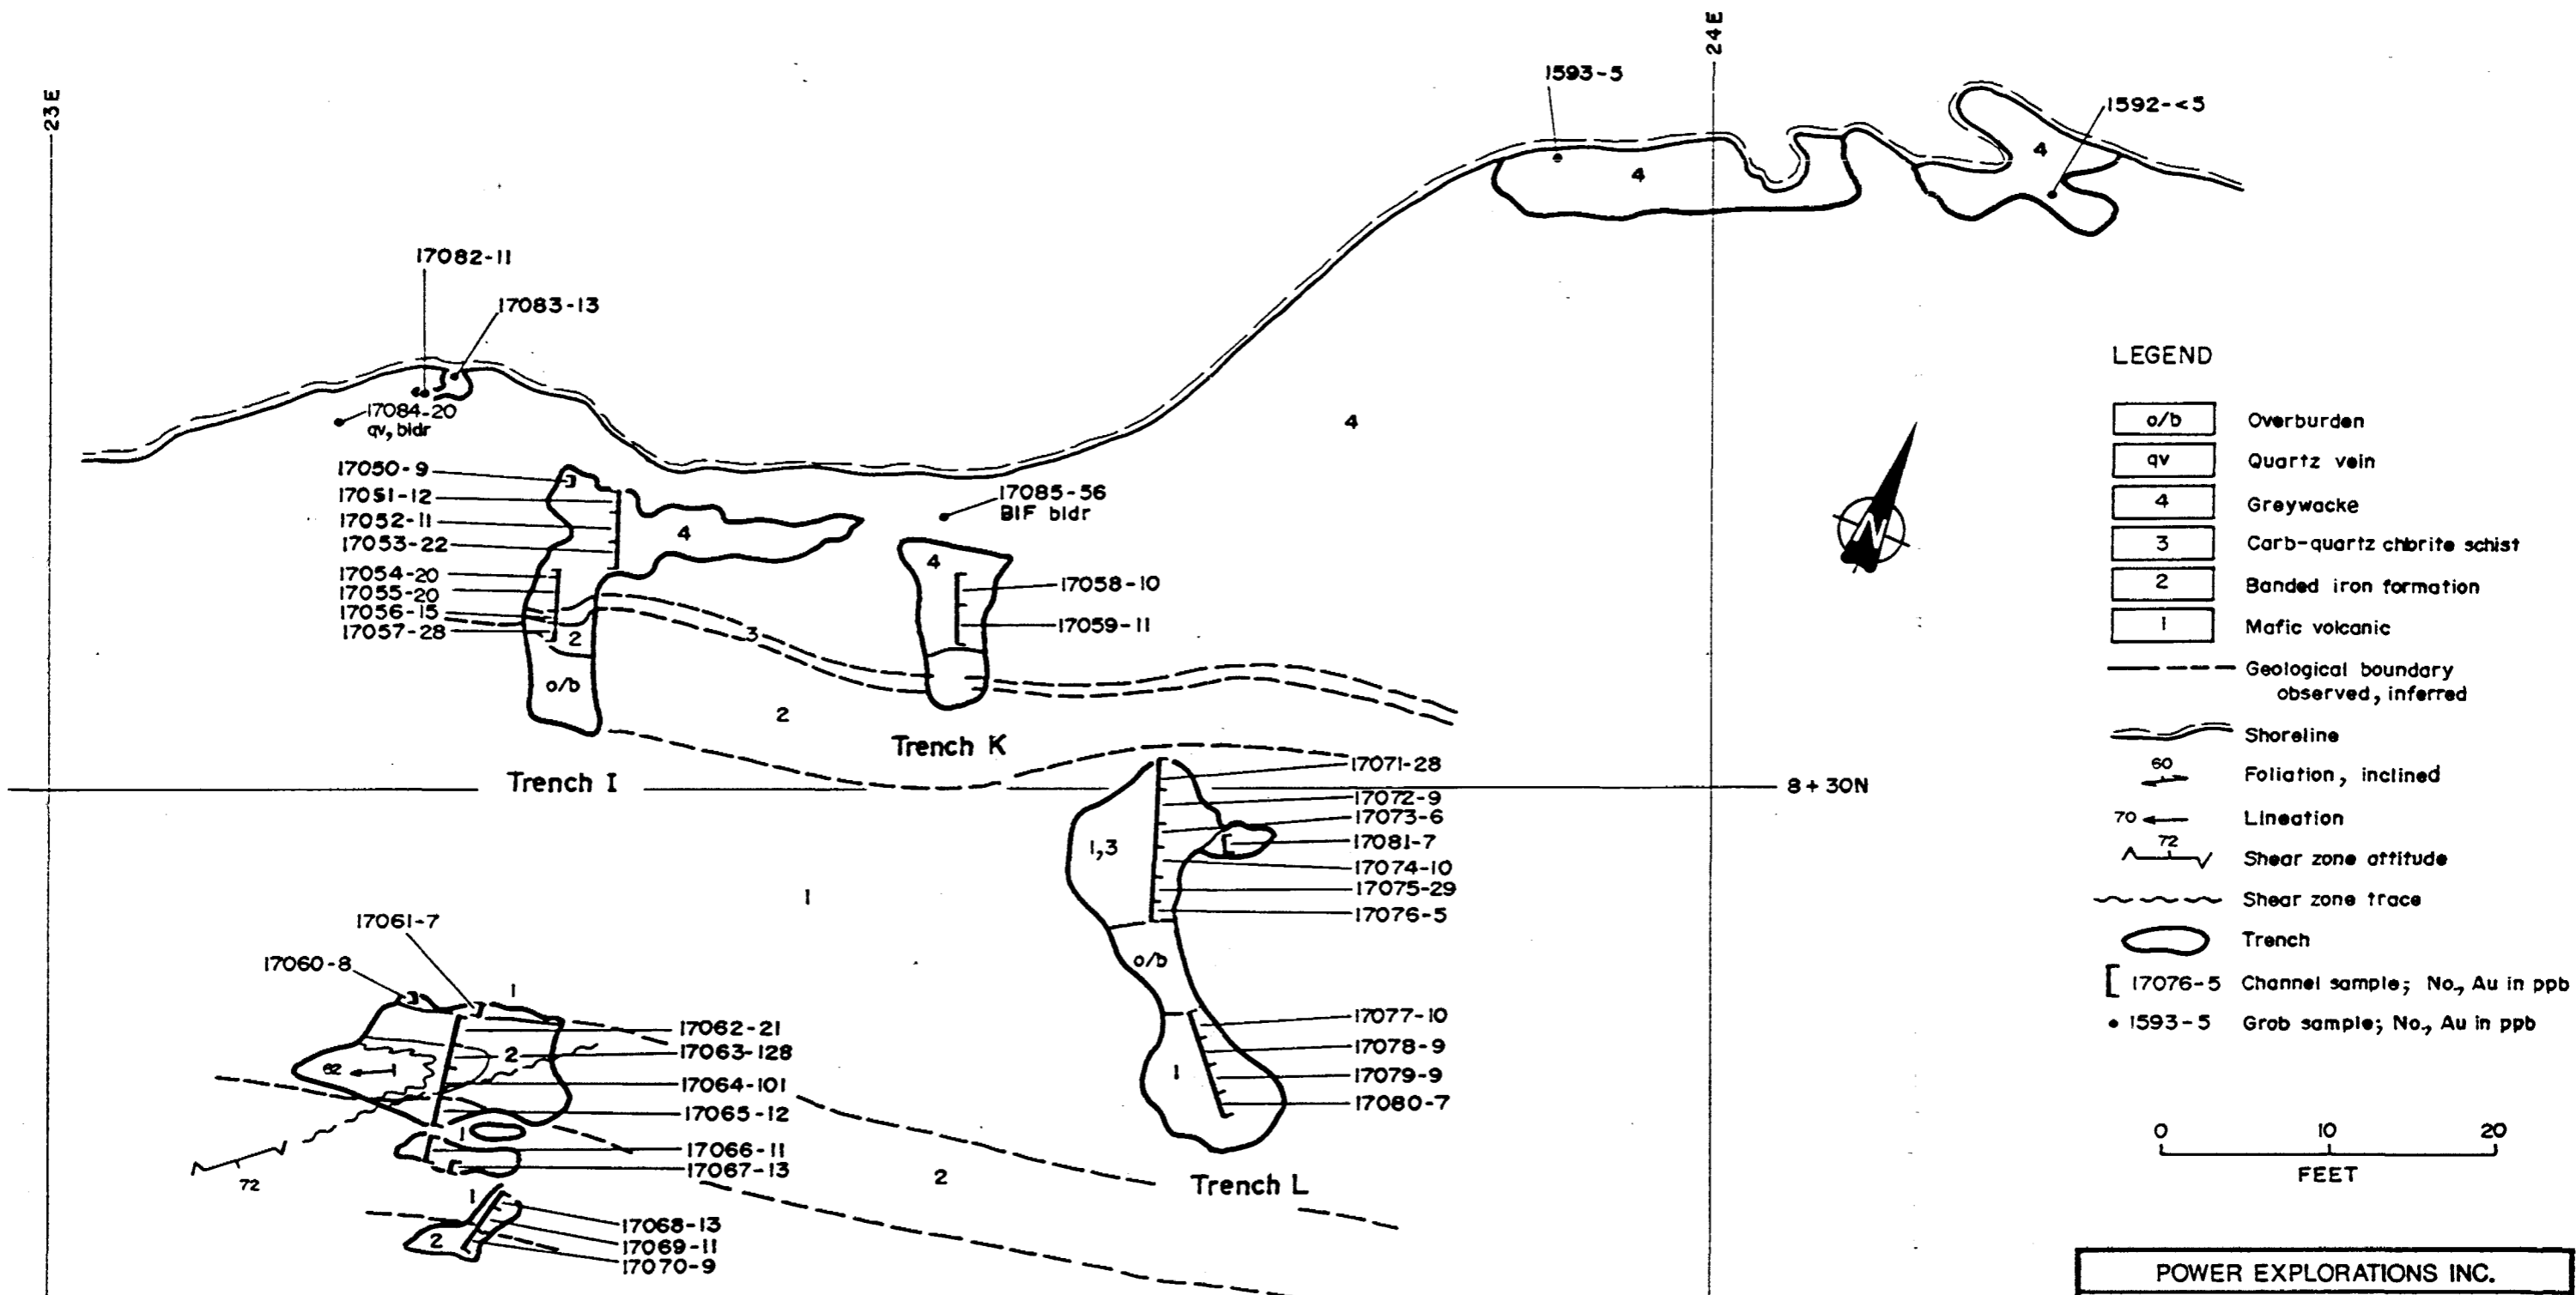 23E
24E
1593-5
1592-<5
17082-11
17083-13
17084-20
qv, bldr
4
4
4
17050-9
17051-12
17052-11
17053-22
17054-20
17055-20
17056-15
17057-28
4
2
o/b
3
2
17085-56
BIF bldr
4
17058-10
17059-11
Trench K
Trench I
8+30N
17071-28
17072-9
17073-6
17081-7
17074-10
17075-29
17076-5
1,3
o/b
1
17077-10
17078-9
17079-9
17080-7
1
Trench L
17061-7
17060-8
1
17062-21
17063-128
17064-101
17065-12
17066-11
17067-13
2
62
1
72
2
1
17068-13
17069-11
17070-9
2
N
LEGEND
o/b Overburden
qv Quartz vein
4 Greywacke
3 Carb-quartz chlorite schist
2 Banded iron formation
1 Mafic volcanic
Geological boundary
observed, inferred
Shoreline
60 Foliation, inclined
70 Lineation
72 Shear zone attitude
Shear zone trace
Trench
[ 17076-5 Channel sample; No., Au in ppb
• 1593-5 Grab sample; No., Au in ppb
0 10 20
FEET
POWER EXPLORATIONS INC.